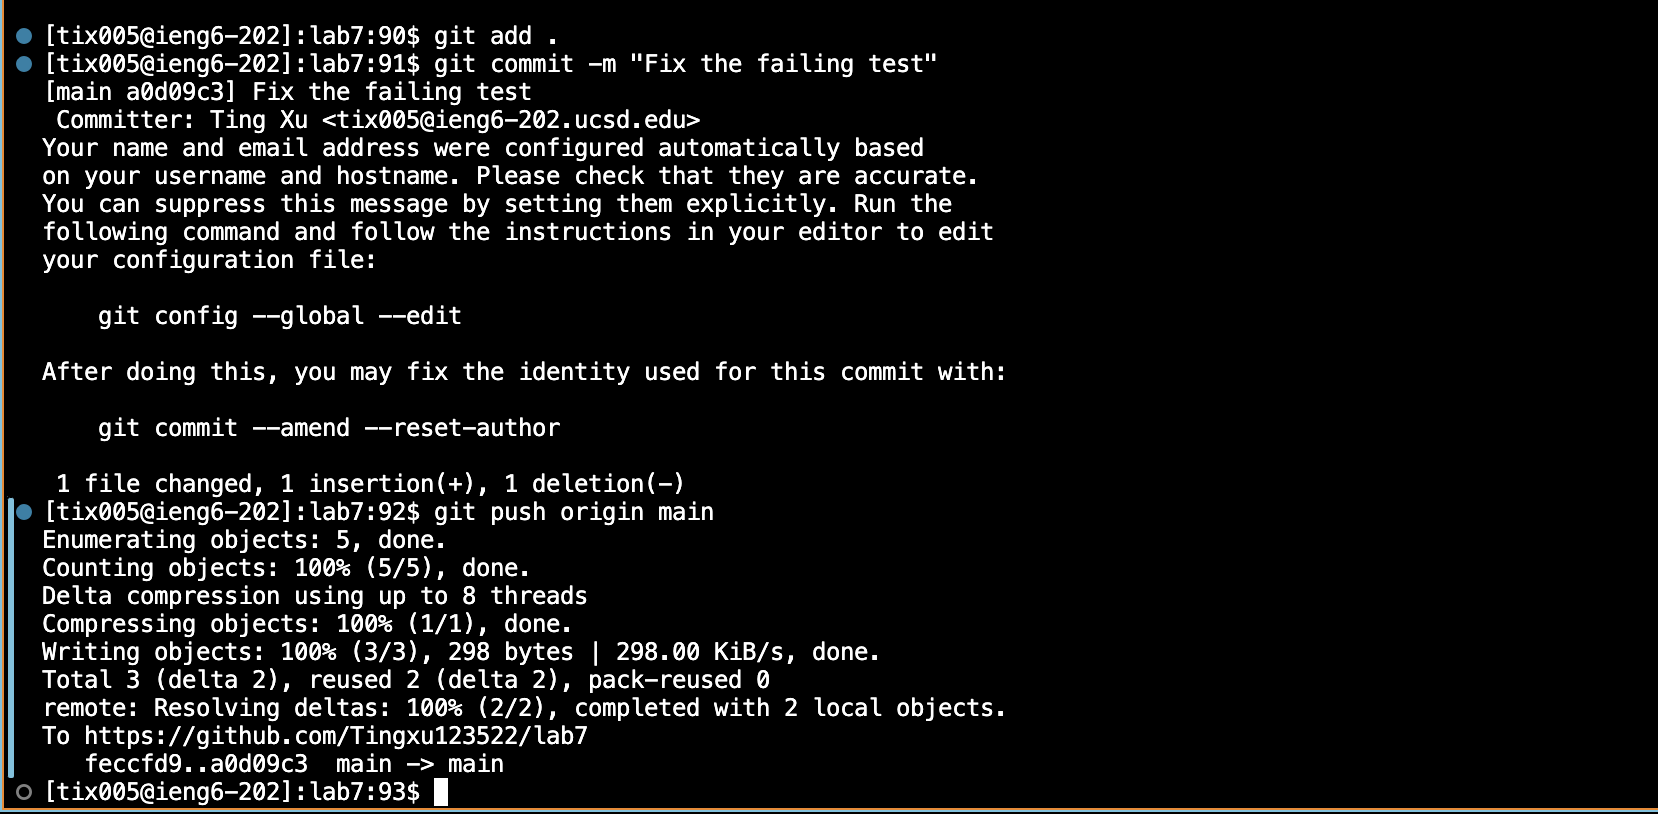 [tix005@ieng6-202]:lab7:90$ git add .
[tix005@ieng6-202]:lab7:91$ git commit -m "Fix the failing test"
[main a0d09c3] Fix the failing test
 Committer: Ting Xu <tix005@ieng6-202.ucsd.edu>
Your name and email address were configured automatically based
on your username and hostname. Please check that they are accurate.
You can suppress this message by setting them explicitly. Run the
following command and follow the instructions in your editor to edit
your configuration file:

    git config --global --edit

After doing this, you may fix the identity used for this commit with:

    git commit --amend --reset-author

 1 file changed, 1 insertion(+), 1 deletion(-)
[tix005@ieng6-202]:lab7:92$ git push origin main
Enumerating objects: 5, done.
Counting objects: 100% (5/5), done.
Delta compression using up to 8 threads
Compressing objects: 100% (1/1), done.
Writing objects: 100% (3/3), 298 bytes | 298.00 KiB/s, done.
Total 3 (delta 2), reused 2 (delta 2), pack-reused 0
remote: Resolving deltas: 100% (2/2), completed with 2 local objects.
To https://github.com/Tingxu123522/lab7
   feccfd9..a0d09c3  main -> main
[tix005@ieng6-202]:lab7:93$